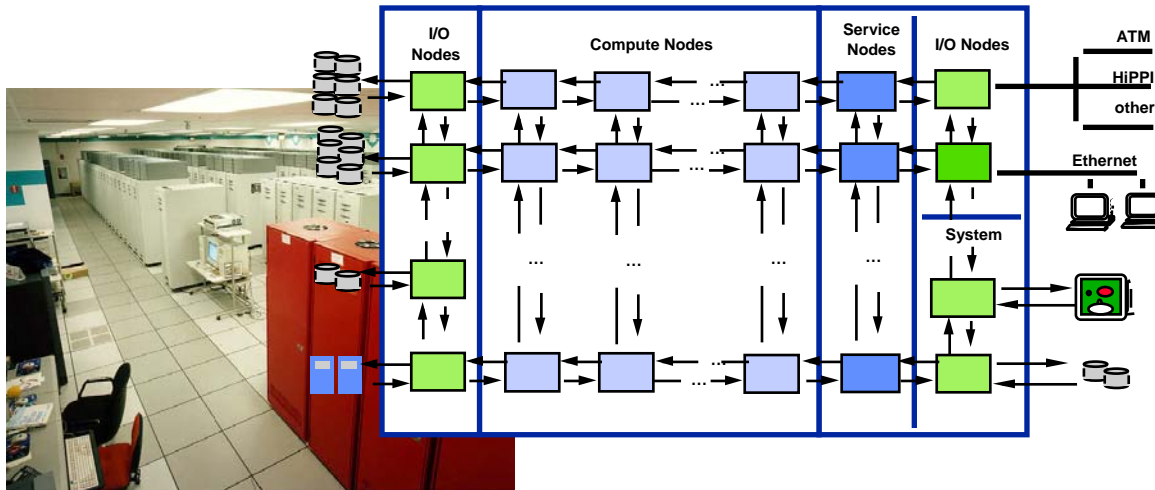 I/O
Nodes
Compute Nodes
Service
Nodes
I/O Nodes
ATM
HiPPI
other
Ethernet
System
...
...
...
...
...
...
...
...
...
...